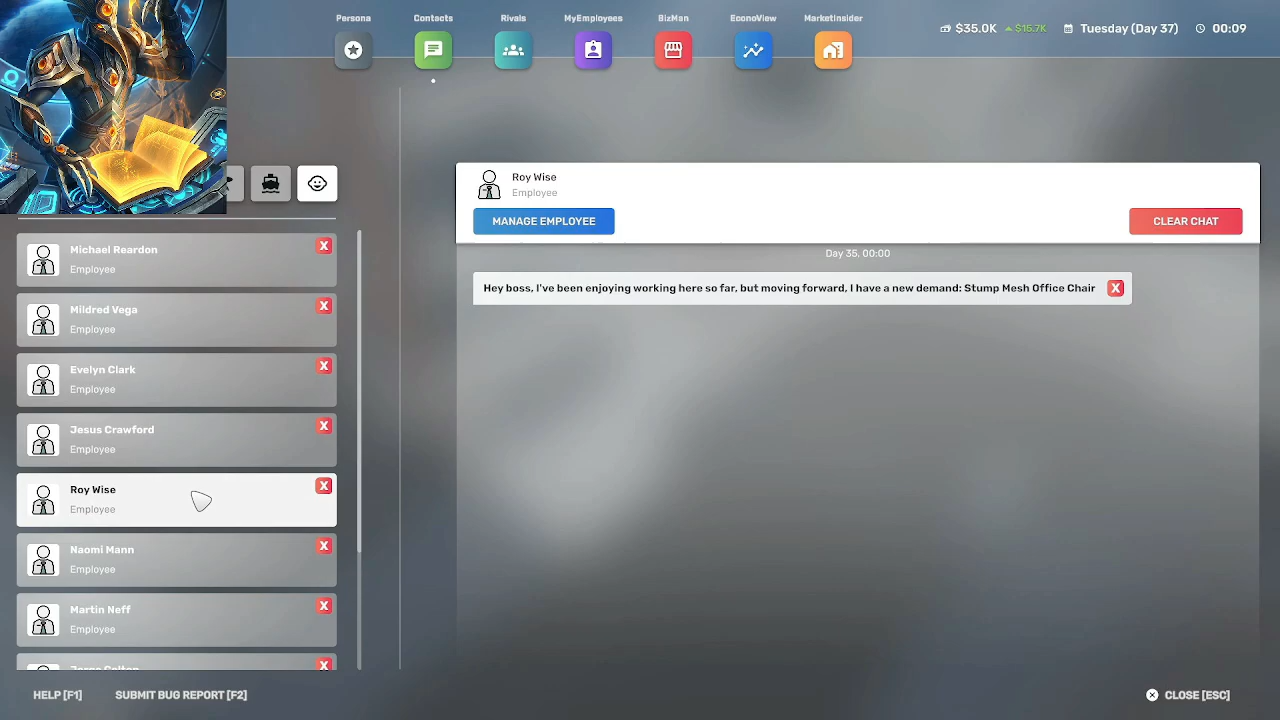 Persona
Contacts
Rivals
MyEmployees
BizMan
EconoView
MarketInsider
$35.0K
Tuesday (Day 37)
00:09
Roy Wise
Employee
MANAGE EMPLOYEE
CLEAR CHAT
Day 35, 00:00
Hey boss, I've been enjoying working here so far, but moving forward, I have a new demand: Stump Mesh Office Chair
X
Michael Reardon
Employee
X
Mildred Vega
Employee
X
Evelyn Clark
Employee
X
Jesus Crawford
Employee
X
Roy Wise
Employee
X
Naomi Mann
Employee
X
Martin Neff
Employee
X
X
HELP [F1]
SUBMIT BUG REPORT [F2]
CLOSE [ESC]